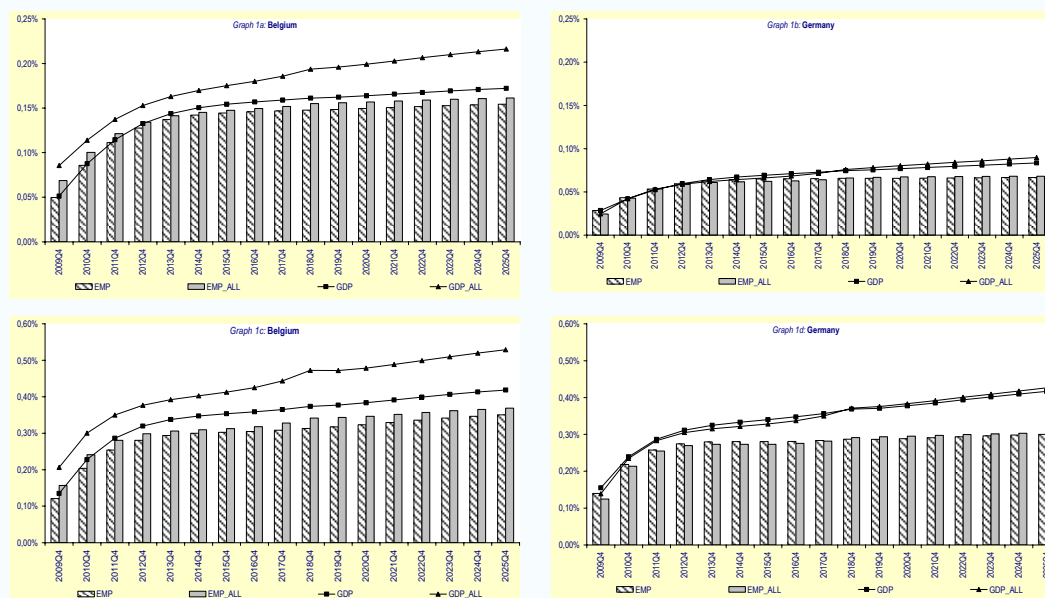 Graph 1a: Belgium
0,25%
0,20%
0,15%
0,10%
0,05%
0,00%
2009Q4 2010Q4 2011Q4 2012Q4 2013Q4 2014Q4 2015Q4 2016Q4 2017Q4 2018Q4 2019Q4 2020Q4 2021Q4 2022Q4 2023Q4 2024Q4 2025Q4
EMP EMP_ALL GDP GDP_ALL
Graph 1b: Germany
0,25%
0,20%
0,15%
0,10%
0,05%
0,00%
2009Q4 2010Q4 2011Q4 2012Q4 2013Q4 2014Q4 2015Q4 2016Q4 2017Q4 2018Q4 2019Q4 2020Q4 2021Q4 2022Q4 2023Q4 2024Q4 2025Q4
EMP EMP_ALL GDP GDP_ALL
Graph 1c: Belgium
0,60%
0,50%
0,40%
0,30%
0,20%
0,10%
0,00%
2009Q4 2010Q4 2011Q4 2012Q4 2013Q4 2014Q4 2015Q4 2016Q4 2017Q4 2018Q4 2019Q4 2020Q4 2021Q4 2022Q4 2023Q4 2024Q4 2025Q4
EMP EMP_ALL GDP GDP_ALL
Graph 1d: Germany
0,60%
0,50%
0,40%
0,30%
0,20%
0,10%
0,00%
2009Q4 2010Q4 2011Q4 2012Q4 2013Q4 2014Q4 2015Q4 2016Q4 2017Q4 2018Q4 2019Q4 2020Q4 2021Q4 2022Q4 2023Q4 2024Q4
EMP EMP_ALL GDP GDP_ALL